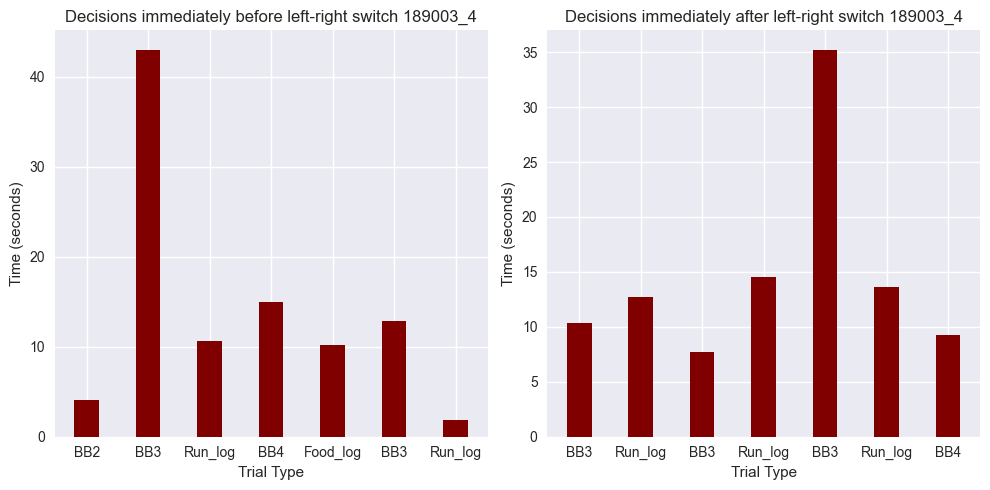 Decisions immediately before left-right switch 189003_4
Time (seconds)
40
30
20
10
0
BB2 BB3 Run_log BB4 Food_log BB3 Run_log
Trial Type
Decisions immediately after left-right switch 189003_4
Time (seconds)
35
30
25
20
15
10
5
0
BB3 Run_log BB3 Run_log BB3 Run_log BB4
Trial Type